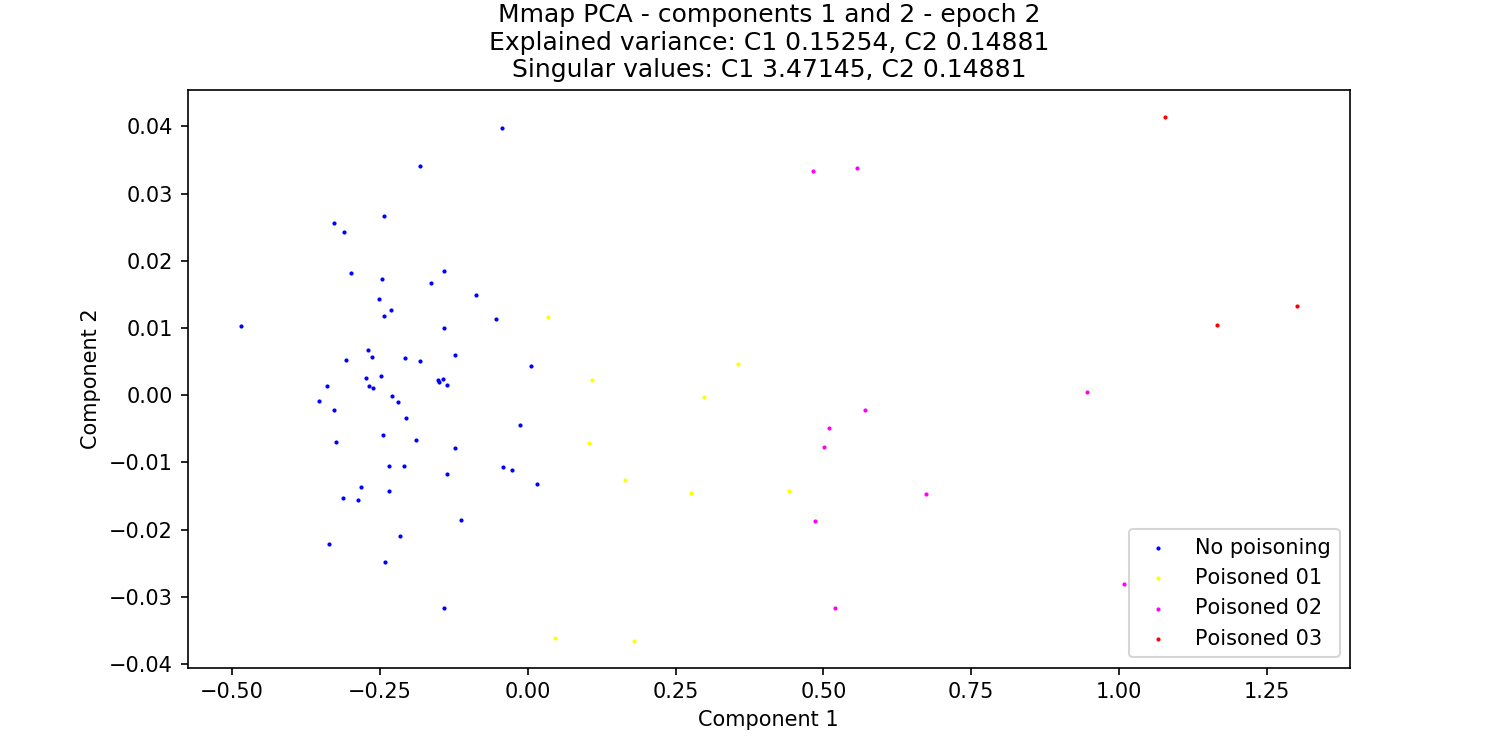 Mmap PCA - components 1 and 2 - epoch 2
Explained variance: C1 0.15254, C2 0.14881
Singular values: C1 3.47145, C2 0.14881
0.04
0.03
0.02
0.01
0.00
−0.01
−0.02
−0.03
−0.04
Component 2
No poisoning
Poisoned 01
Poisoned 02
Poisoned 03
−0.50 −0.25 0.00 0.25 0.50 0.75 1.00 1.25
Component 1